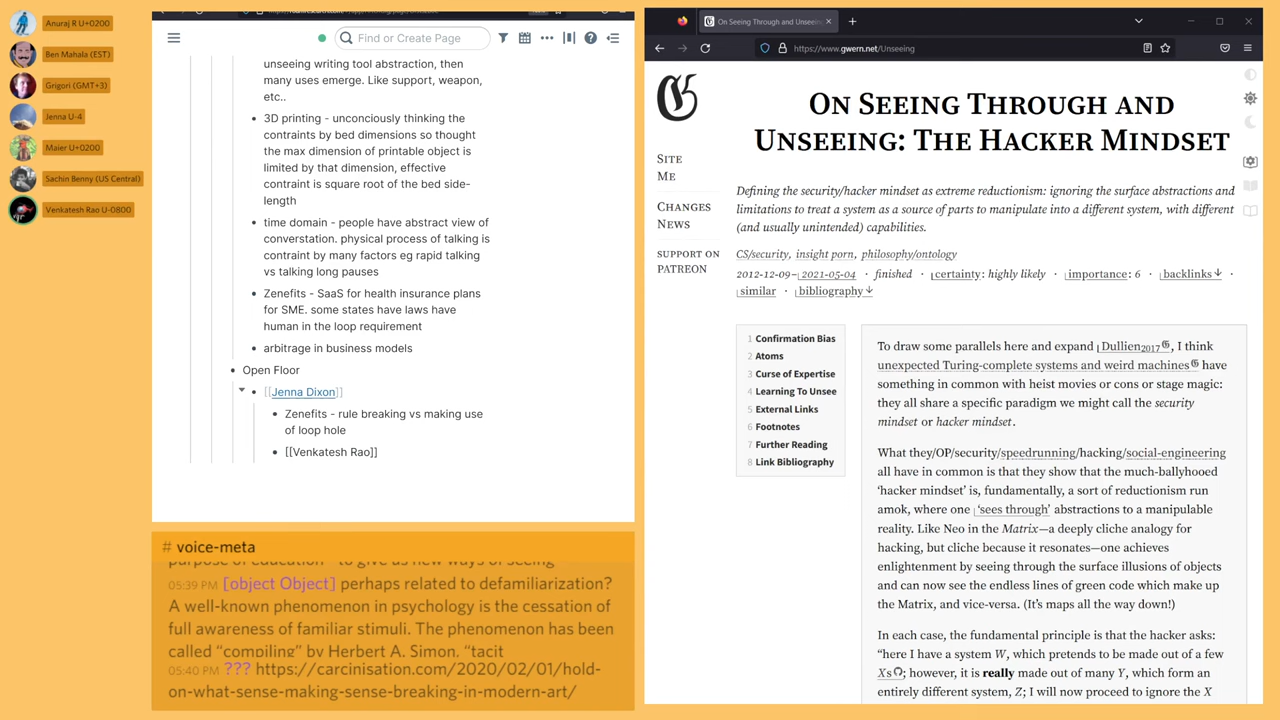 Anuraj R U+0200
Ben Mahala (EST)
Grigori (GMT+3)
Jenna U-4
Maier U+0200
Sachin Benny (US Central)
Venkatesh Rao U-0800
Find or Create Page
unseeing writing tool abstraction, then
many uses emerge. Like support, weapon,
etc..
3D printing - unconciously thinking the
contraints by bed dimensions so thought
the max dimension of printable object is
limited by that dimension, effective
contraint is square root of the bed side-
length
time domain - people have abstract view of
converstation. physical process of talking is
contraint by many factors eg rapid talking
vs talking long pauses
Zenefits - SaaS for health insurance plans
for SME. some states have laws have
human in the loop requirement
arbitrage in business models
Open Floor
[[Jenna Dixon]]
Zenefits - rule breaking vs making use
of loop hole
[[Venkatesh Rao]]
# voice-meta
purpose of education - to give us new ways of seeing
05:39 PM [object Object] perhaps related to defamiliarization?
A well-known phenomenon in psychology is the cessation of
full awareness of familiar stimuli. The phenomenon has been
called “compiling” by Herbert A. Simon, “tacit
05:40 PM ??? https://carcinisation.com/2020/02/01/hold-
on-what-sense-making-sense-breaking-in-modern-art/
On Seeing Through and Unseein
https://www.gwern.net/Unseeing
On Seeing Through and
Unseeing: The Hacker Mindset
Site
Me
Changes
News
Support on
Patreon
Defining the security/hacker mindset as extreme reductionism: ignoring the surface abstractions and
limitations to treat a system as a source of parts to manipulate into a different system, with different
(and usually unintended) capabilities.
CS/security, insight porn, philosophy/ontology
2012-12-09–2021-05-04 · finished · certainty: highly likely · importance: 6 · backlinks ·
similar · bibliography
1 Confirmation Bias
2 Atoms
3 Curse of Expertise
4 Learning To Unsee
5 External Links
6 Footnotes
7 Further Reading
8 Link Bibliography
To draw some parallels here and expand Dullien2017, I think
unexpected Turing-complete systems and weird machines have
something in common with heist movies or cons or stage magic:
they all share a specific paradigm we might call the security
mindset or hacker mindset.
What they/OP/security/speedrunning/hacking/social-engineering
all have in common is that they show that the much-ballyhooed
‘hacker mindset’ is, fundamentally, a sort of reductionism run
amok, where one ‘sees through’ abstractions to a manipulable
reality. Like Neo in the Matrix—a deeply cliche analogy for
hacking, but cliche because it resonates—one achieves
enlightenment by seeing through the surface illusions of objects
and can now see the endless lines of green code which make up
the Matrix, and vice-versa. (It’s maps all the way down!)
In each case, the fundamental principle is that the hacker asks:
“here I have a system W, which pretends to be made out of a few
Xs; however, it is really made out of many Y, which form an
entirely different system, Z; I will now proceed to ignore the X